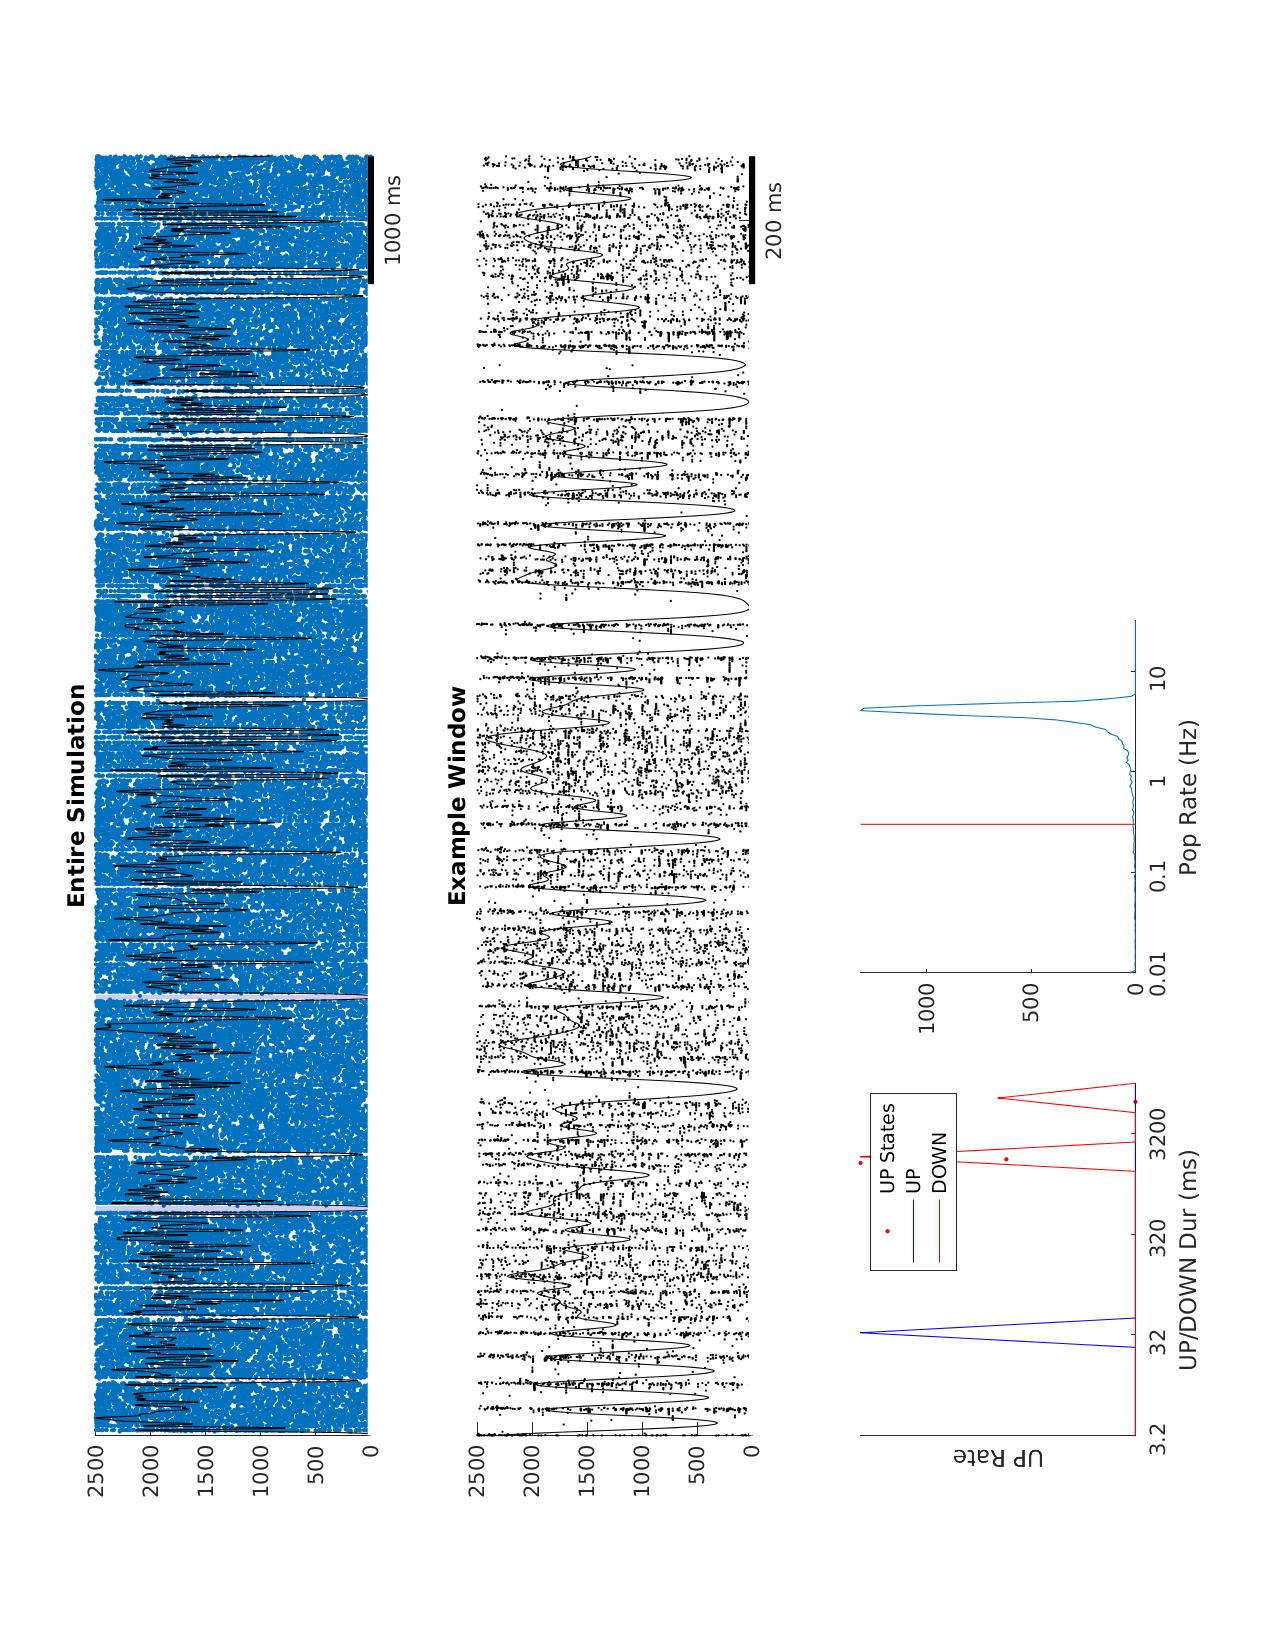 Entire Simulation
2500
2000
1500
1000
500
0
1000 ms
Example Window
2500
2000
1500
1000
500
0
200 ms
UP Rate
UP States
UP
DOWN
3.2
32
320
3200
UP/DOWN Dur (ms)
1000
500
0
0.01
0.1
1
10
Pop Rate (Hz)